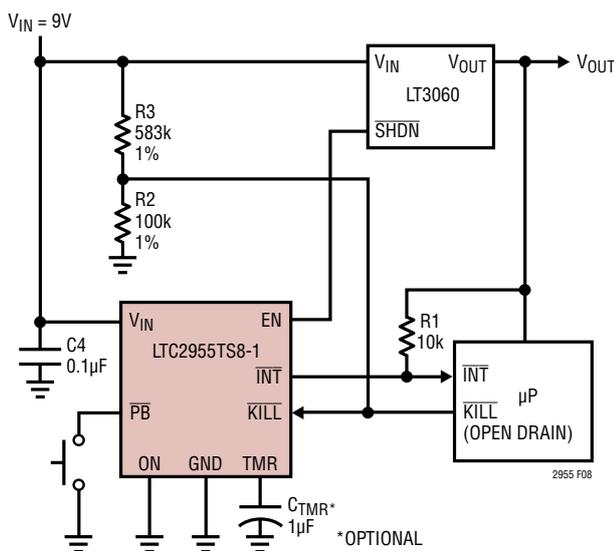 VIN = 9V
VIN
VOUT
VOUT
LT3060
SHDN
R3
583k
1%
R2
100k
1%
VIN
EN
LTC2955TS8-1
R1
10k
C4
0.1µF
INT
INT
µP
PB
KILL
KILL
(OPEN DRAIN)
ON
GND
TMR
2955 F08
CTMR*
1µF
*OPTIONAL